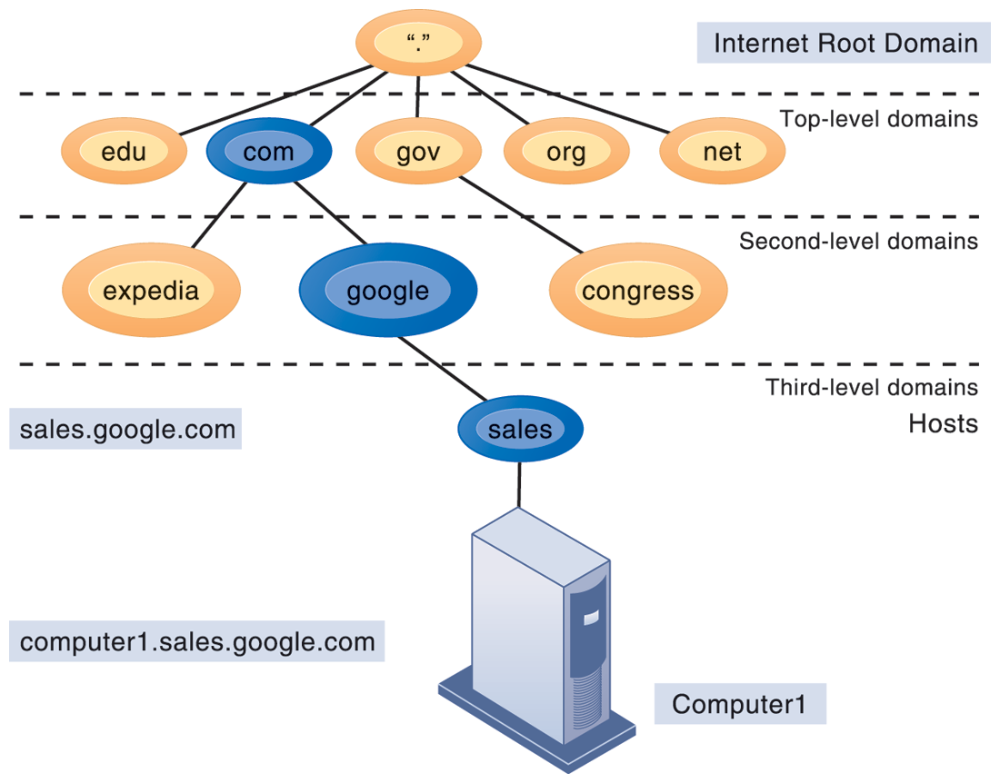 “.”
Internet Root Domain
Top-level domains
edu
com
gov
org
net
Second-level domains
expedia
google
congress
Third-level domains
Hosts
sales.google.com
sales
computer1.sales.google.com
Computer1